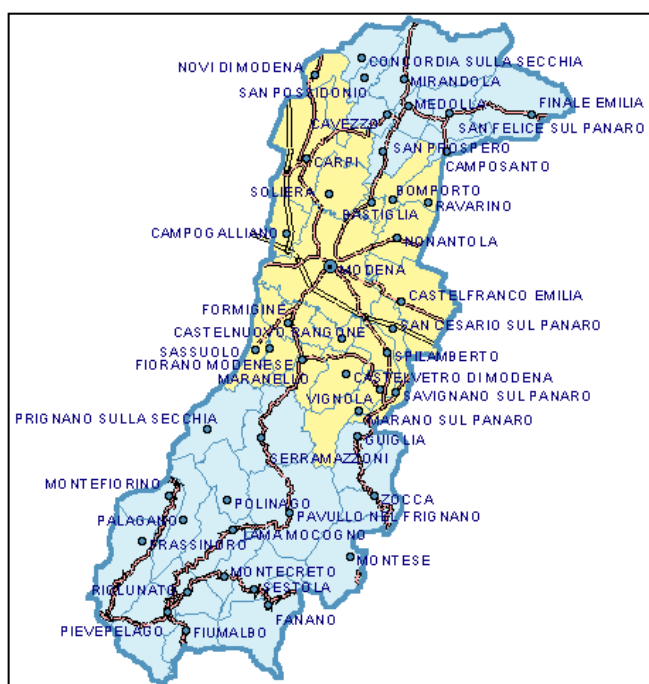 CONCORDIA SULLA SECCHIA
NOVI DI MODENA
MIRANDOLA
SAN POSSIDONIO
MEDOLLA
FINALE EMILIA
CAVEZZO
SAN FELICE SUL PANARO
SAN PROSPERO
CARPI
CAMPOSANTO
SOLIERA
BOMPORTO
RAVARINO
BASTIGLIA
CAMPOGALLIANO
NONANTOLA
MODENA
CASTELFRANCO EMILIA
FORMIGINE
CASTELNUOVO RANGONE
SAN CESARIO SUL PANARO
SASSUOLO
SPILAMBERTO
FIORANO MODENESE
MARANELLO
CASTELVETRO DI MODENA
VIGNOLA
SAVIGNANO SUL PANARO
PRIGNANO SULLA SECCHIA
MARANO SUL PANARO
GUIGLIA
SERRAMAZZONI
MONTEFIORINO
POLINAGO
ZOCCA
PALAGANO
PAVULLO NEL FRIGNANO
LAMA MOCOGNO
FRASSINORO
MONTESE
MONTECRETO
RIOLUNATO
SESTOLA
FANANO
PIEVEPELAGO
FIUMALBO